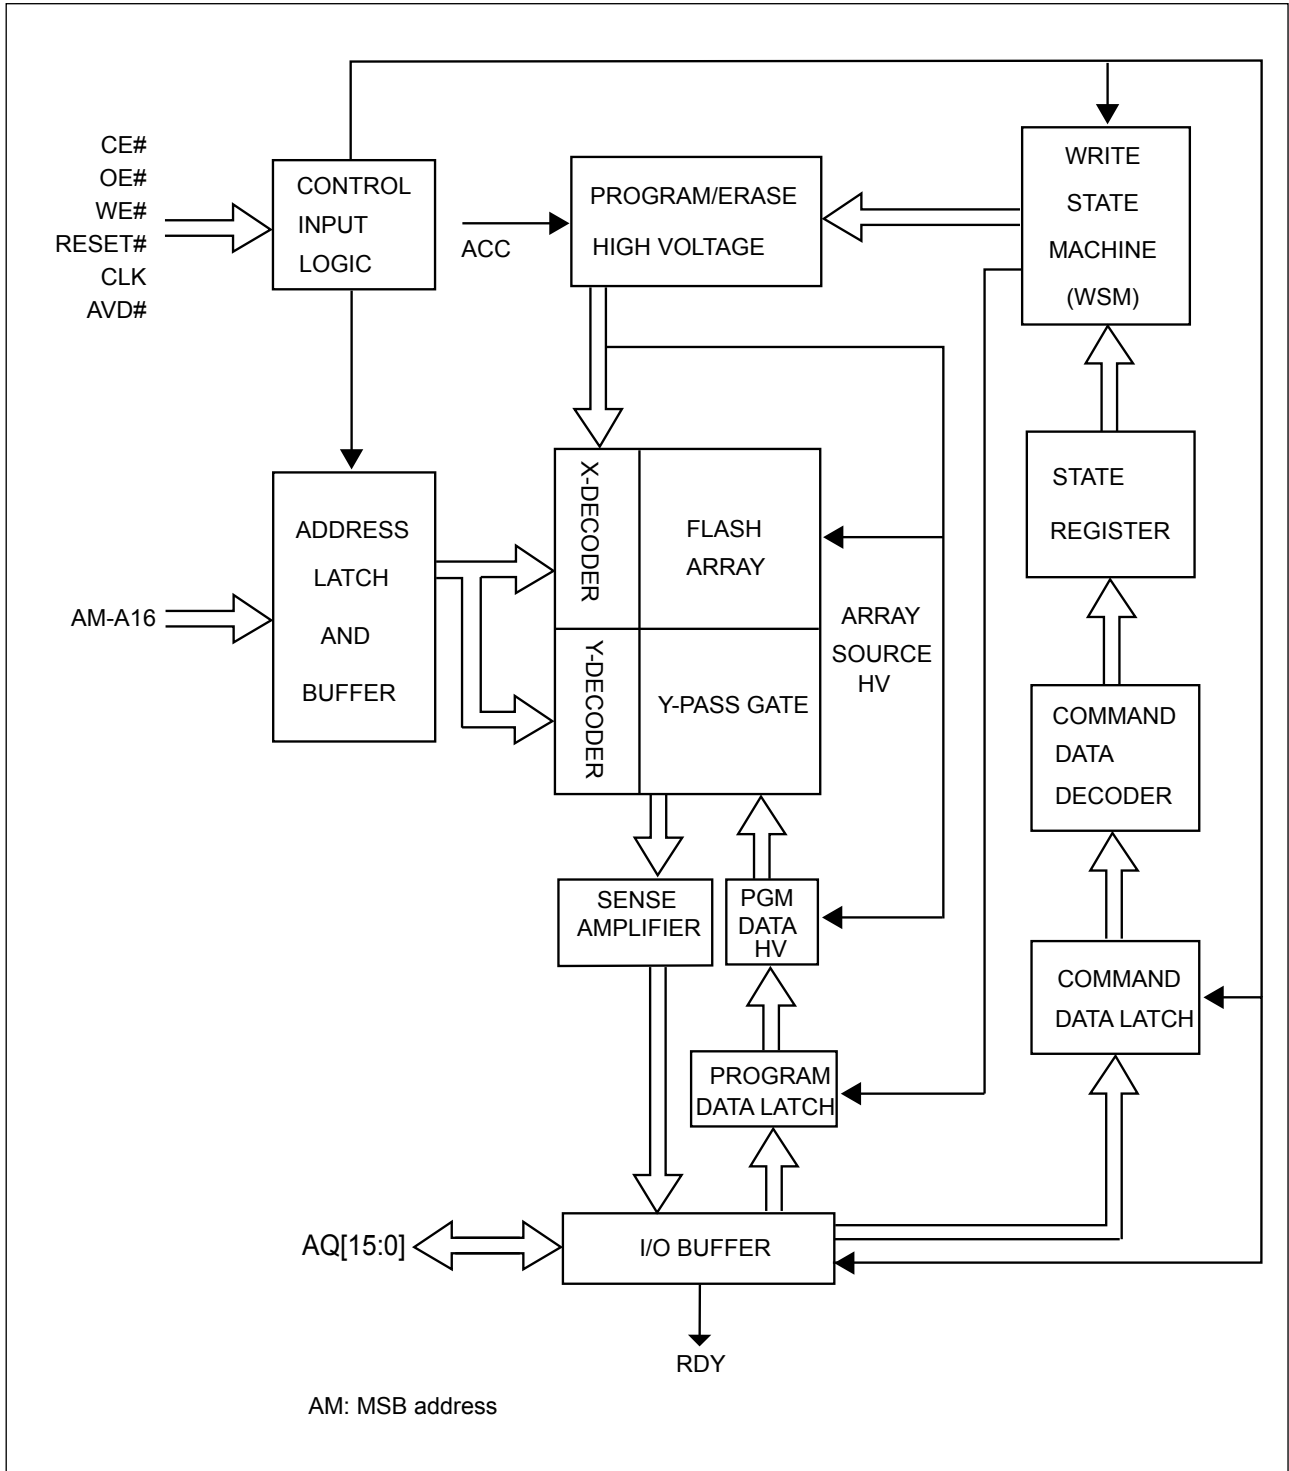 CE#
OE#
WE#
RESET#
CLK
AVD#
CONTROL
INPUT
LOGIC
ACC
PROGRAM/ERASE
HIGH VOLTAGE
WRITE
STATE
MACHINE
(WSM)
AM-A16
ADDRESS
LATCH
AND
BUFFER
X-DECODER
FLASH
ARRAY
Y-DECODER
Y-PASS GATE
ARRAY
SOURCE
HV
STATE
REGISTER
COMMAND
DATA
DECODER
SENSE
AMPLIFIER
PGM
DATA
HV
COMMAND
DATA LATCH
PROGRAM
DATA LATCH
AQ[15:0]
I/O BUFFER
RDY
AM: MSB address